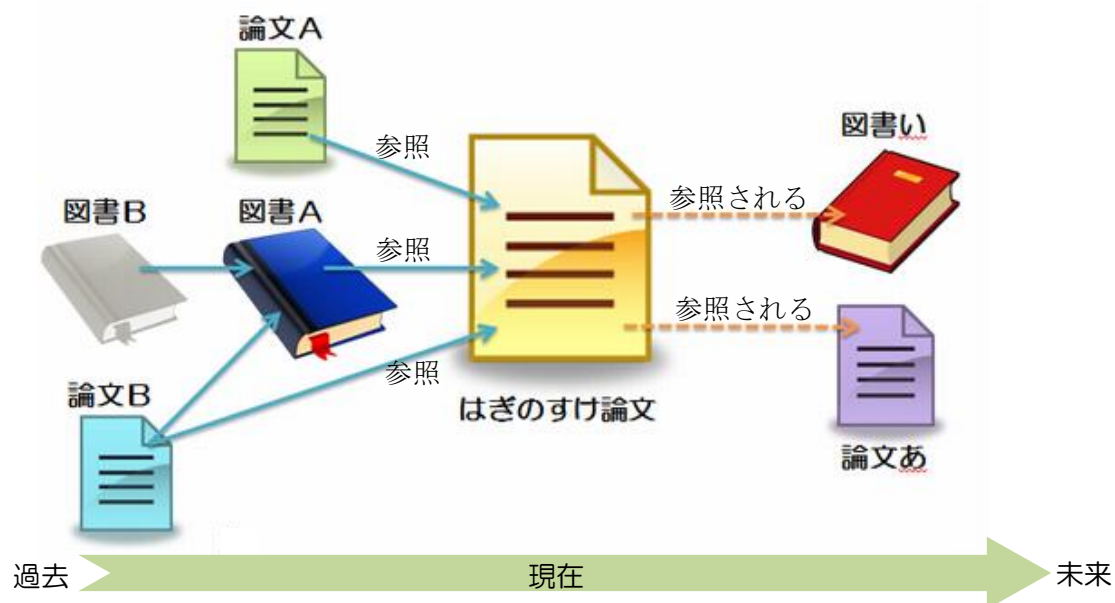 論文A
参照
図書い
参照される
図書B
図書A
参照
参照される
参照
論文B
はぎのすけ論文
論文あ
過去
現在
未来